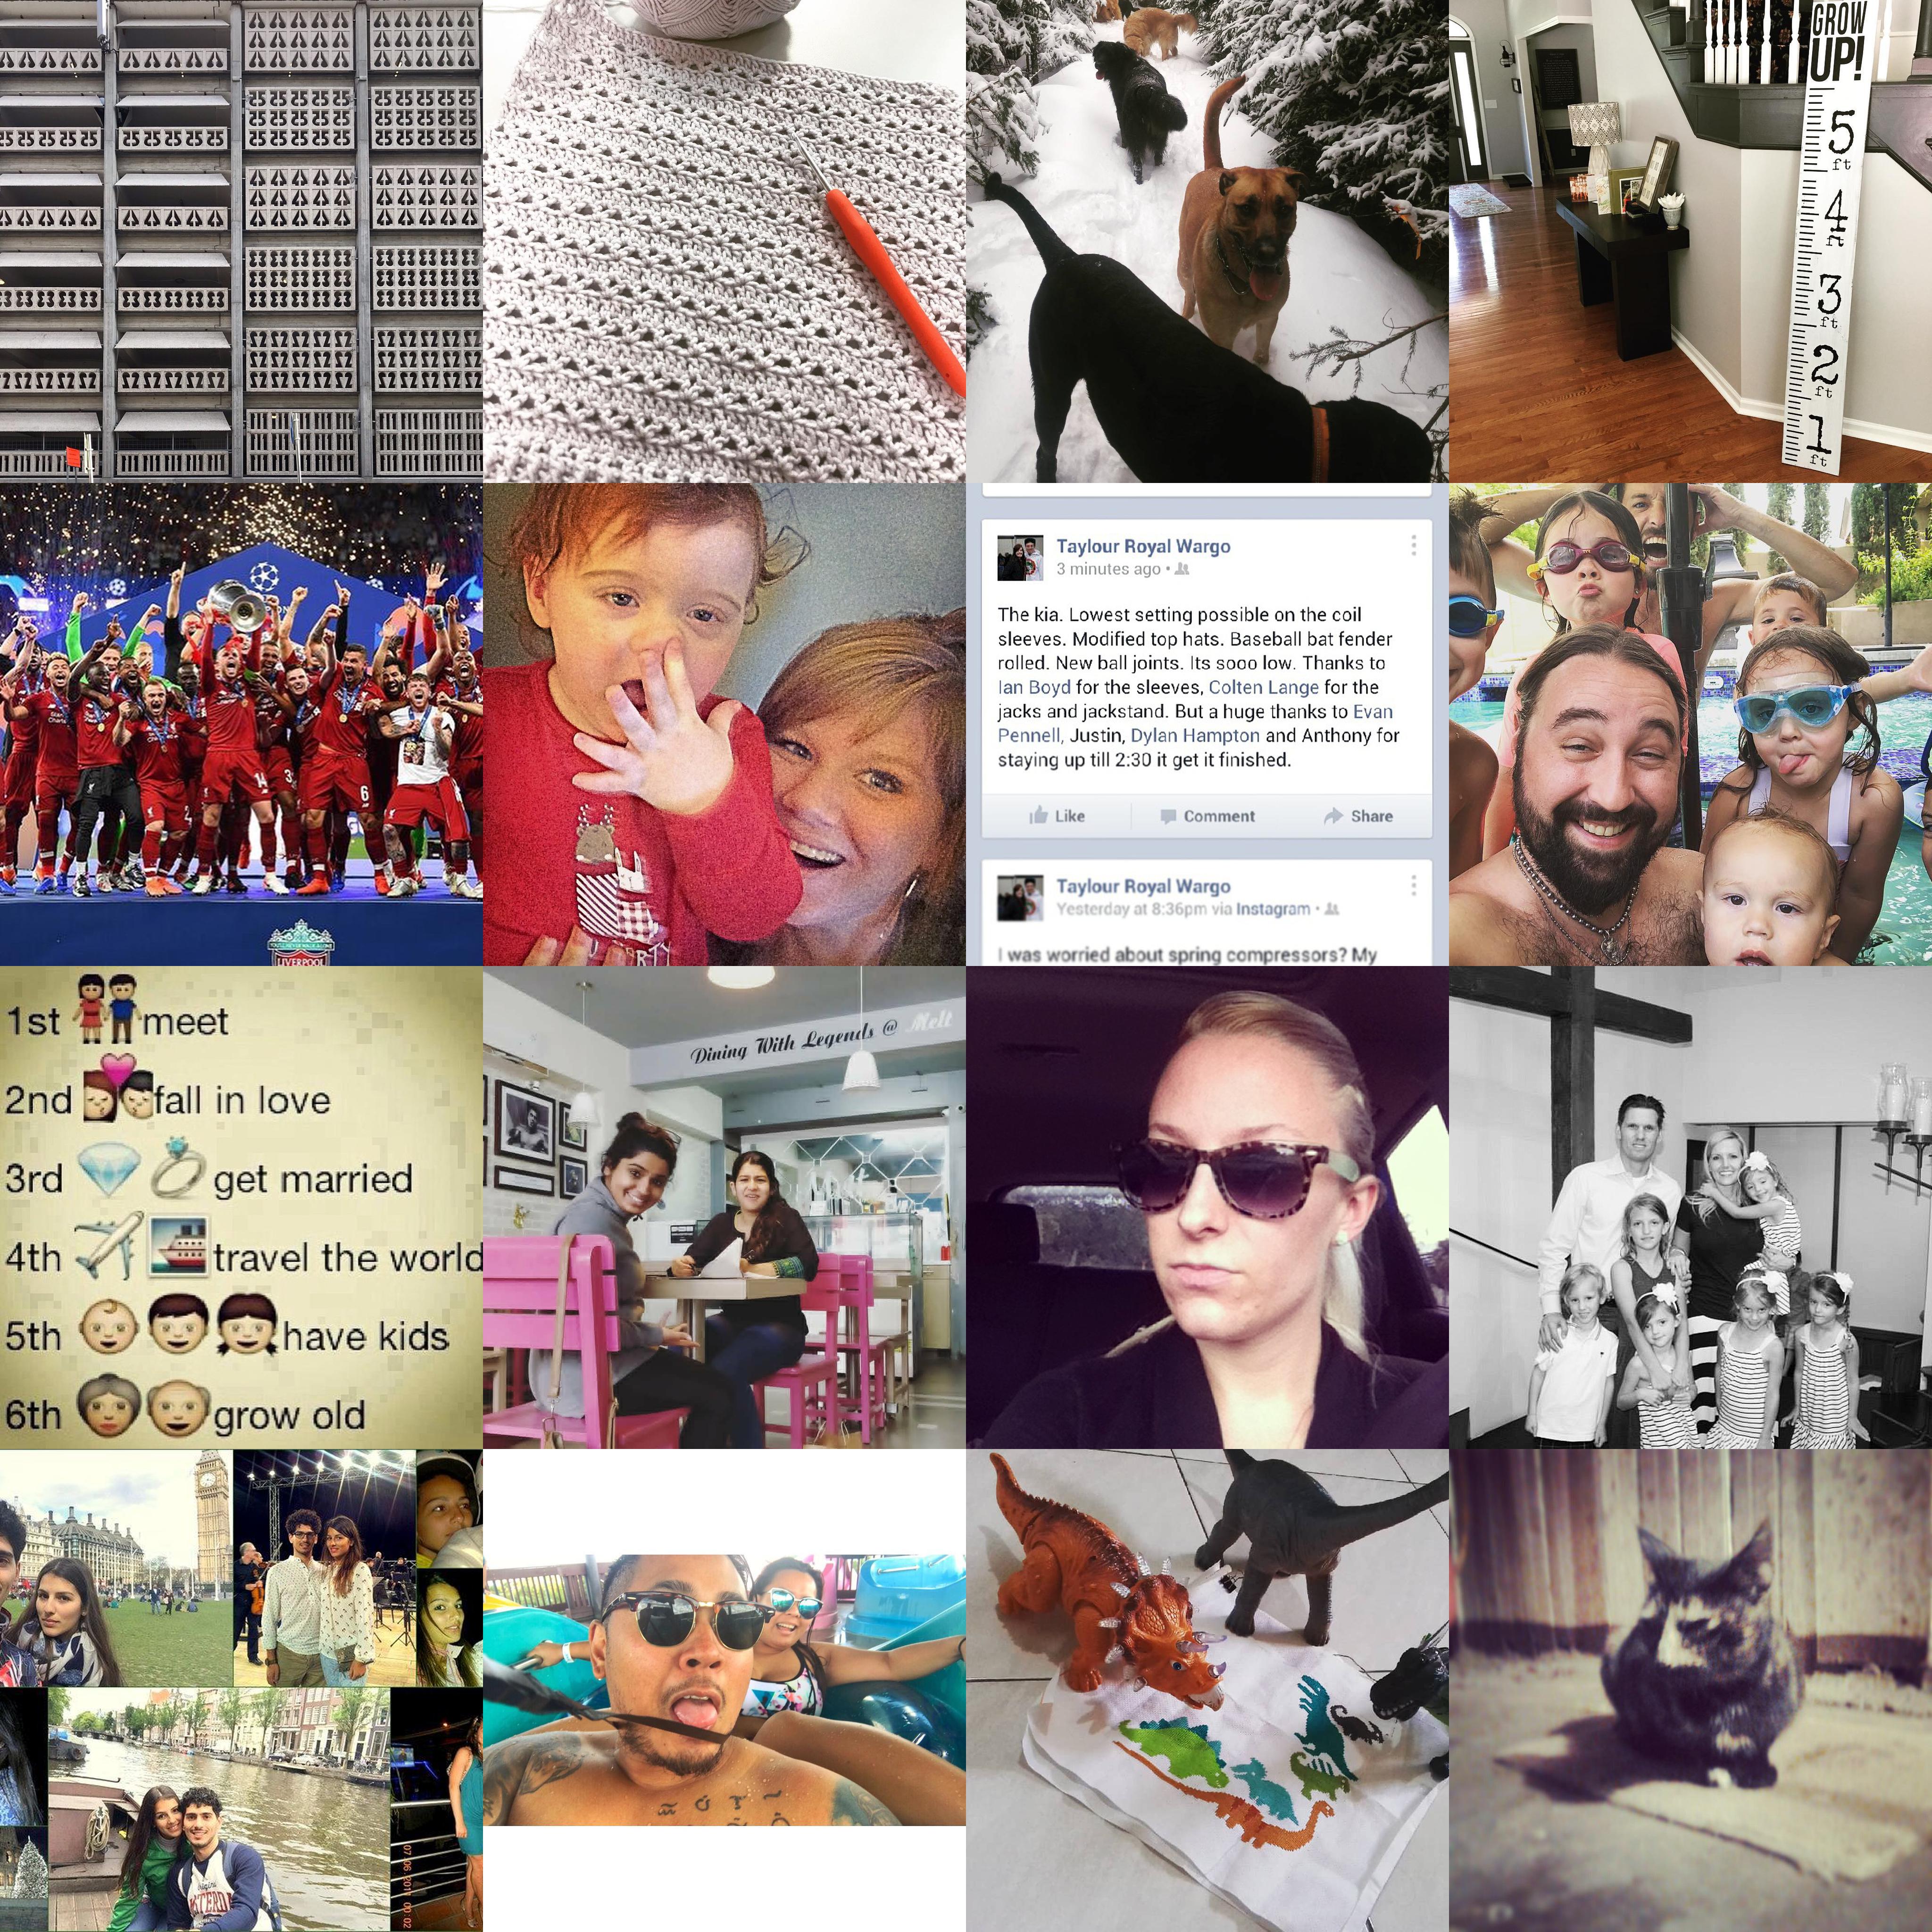 GROW
UP!
5
ft
4
ft
3
ft
2
ft
1
ft
14
6
LIVERPOOL
Taylour Royal Wargo
3 minutes ago
The kia. Lowest setting possible on the coil
sleeves. Modified top hats. Baseball bat fender
rolled. New ball joints. Its sooo low. Thanks to
Ian Boyd for the sleeves, Colten Lange for the
jacks and jackstand. But a huge thanks to Evan
Pennell, Justin, Dylan Hampton and Anthony for
staying up till 2:30 it get it finished.
Like
Comment
Share
Taylour Royal Wargo
Yesterday at 8:36pm via Instagram
I was worried about spring compressors? My
1st meet
2nd fall in love
3rd get married
4th travel the world
5th have kids
6th grow old
Dining With Legends @ Melt